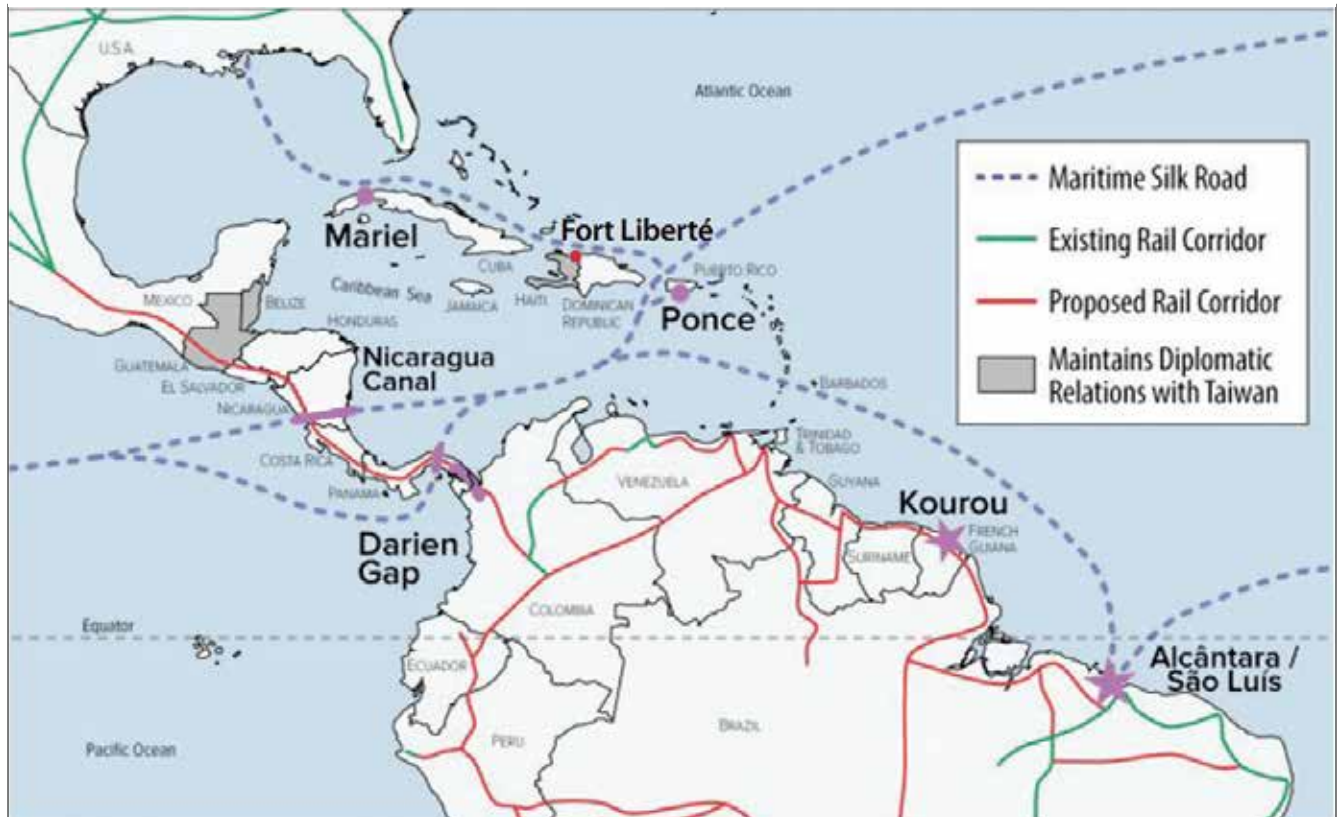 U.S.A.
Atlantic Ocean
Maritime Silk Road
Existing Rail Corridor
Proposed Rail Corridor
Maintains Diplomatic
Relations with Taiwan
Mariel
Fort Liberté
CUBA
PUERTO RICO
MEXICO
BELIZE
Caribbean Sea
JAMAICA
HAITI
DOMINICAN
REPUBLIC
Ponce
HONDURAS
GUATEMALA
EL SALVADOR
Nicaragua
Canal
NICARAGUA
BARBADOS
COSTA RICA
PANAMA
TRINIDAD
& TOBAGO
VENEZUELA
GUYANA
Kourou
FRENCH
GUIANA
SURINAME
Darien
Gap
COLOMBIA
Equator
ECUADOR
Alcântara /
São Luís
PERU
BRAZIL
Pacific Ocean